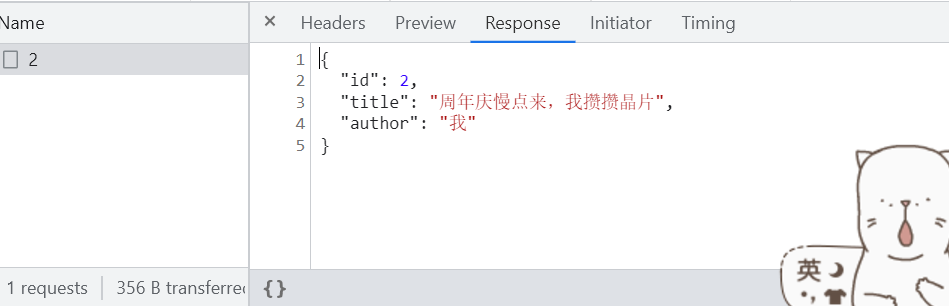 Name
× Headers Preview Response Initiator Timing
2
1 {
2 "id": 2,
3 "title": "周年庆慢点来，我攒攒晶片",
4 "author": "我"
5 }
1 requests 356 B transferred
{}
英